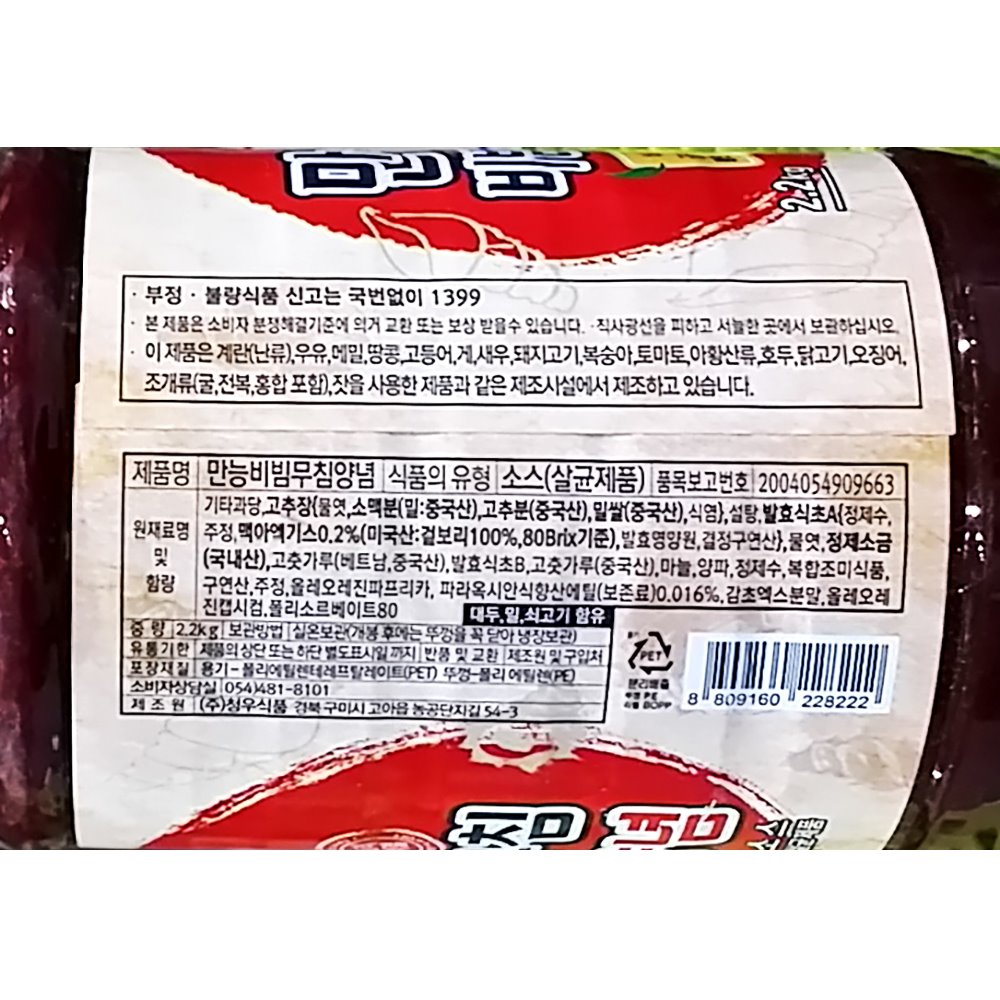 2.2kg
· 부정 · 불량식품 신고는 국번없이 1399
· 본 제품은 소비자 분쟁해결기준에 의거 교환 또는 보상 받을수 있습니다. ·직사광선을 피하고 서늘한 곳에서 보관하십시오.
· 이 제품은 계란(난류),우유,메밀,땅콩,고등어,게,새우,돼지고기,복숭아,토마토,아황산류,호두,닭고기,오징어,
조개류(굴,전복,홍합 포함),잣을 사용한 제품과 같은 제조시설에서 제조하고 있습니다.
제품명 만능비빔무침양념 식품의 유형 소스(살균제품) 품목보고번호 2004054909663
원재료명 및 함량
기타과당,고추장{물엿,소맥분(밀:중국산),고추분(중국산),밀쌀(중국산),식염},설탕,발효식초A{정제수,
주정,맥아엑기스0.2%(미국산:겉보리100%,80Brix기준),발효영양원,결정구연산},물엿,정제소금
(국내산),고춧가루(베트남,중국산),발효식초B,고춧가루(중국산),마늘,양파,정제수,복합조미식품,
구연산,주정,올레오레진파프리카, 파라옥시안식향산에틸(보존료)0.016%,감초엑스분말,올레오레
진캡시컴,폴리소르베이트80
대두,밀,쇠고기 함유
중 량 2.2kg 보관방법 실온보관(개봉 후에는 뚜껑을 꼭 닫아 냉장보관)
유통기한 제품의 상단 또는 하단 별도표시일 까지 반품 및 교환 제조원 및 구입처
포장재질 용기-폴리에틸렌테레프탈레이트(PET) 뚜껑-폴리에틸렌(PE)
소비자상담실 054)481-8101
제 조 원 (주)청우식품 경북 구미시 고아읍 농공단지길 54-3
PET
분리배출
뚜껑 P.E
라벨 BOPP
8 809160 228222